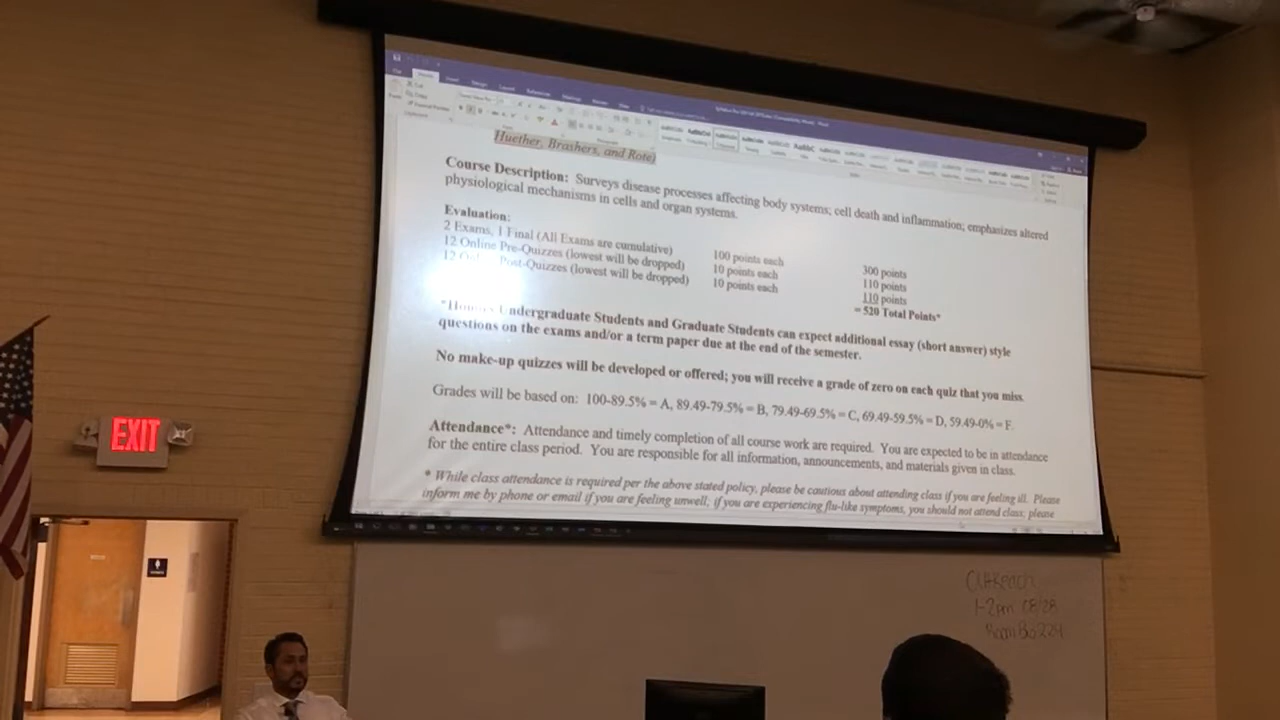 Huether, Brashers, and Rote)
Course Description: Surveys disease processes affecting body systems; cell death and inflammation; emphasizes altered
physiological mechanisms in cells and organ systems.
Evaluation:
2 Exams, 1 Final (All Exams are cumulative) 100 points each 300 points
12 Online Pre-Quizzes (lowest will be dropped) 10 points each 110 points
12 Post-Quizzes (lowest will be dropped) 10 points each 110 points
= 520 Total Points*
Undergraduate Students and Graduate Students can expect additional essay (short answer) style
questions on the exams and/or a term paper due at the end of the semester.
No make-up quizzes will be developed or offered; you will receive a grade of zero on each quiz that you miss.
Grades will be based on: 100-89.5% = A, 89.49-79.5% = B, 79.49-69.5% = C, 69.49-59.5% = D, 59.49-0% = F.
Attendance*: Attendance and timely completion of all course work are required. You are expected to be in attendance
for the entire class period. You are responsible for all information, announcements, and materials given in class.
* While class attendance is required per the above stated policy, please be cautious about attending class if you are feeling ill. Please
inform me by phone or email if you are feeling unwell; if you are experiencing flu-like symptoms, you should not attend class; please
EXIT
OutReach
1-2pm 08/28
Room